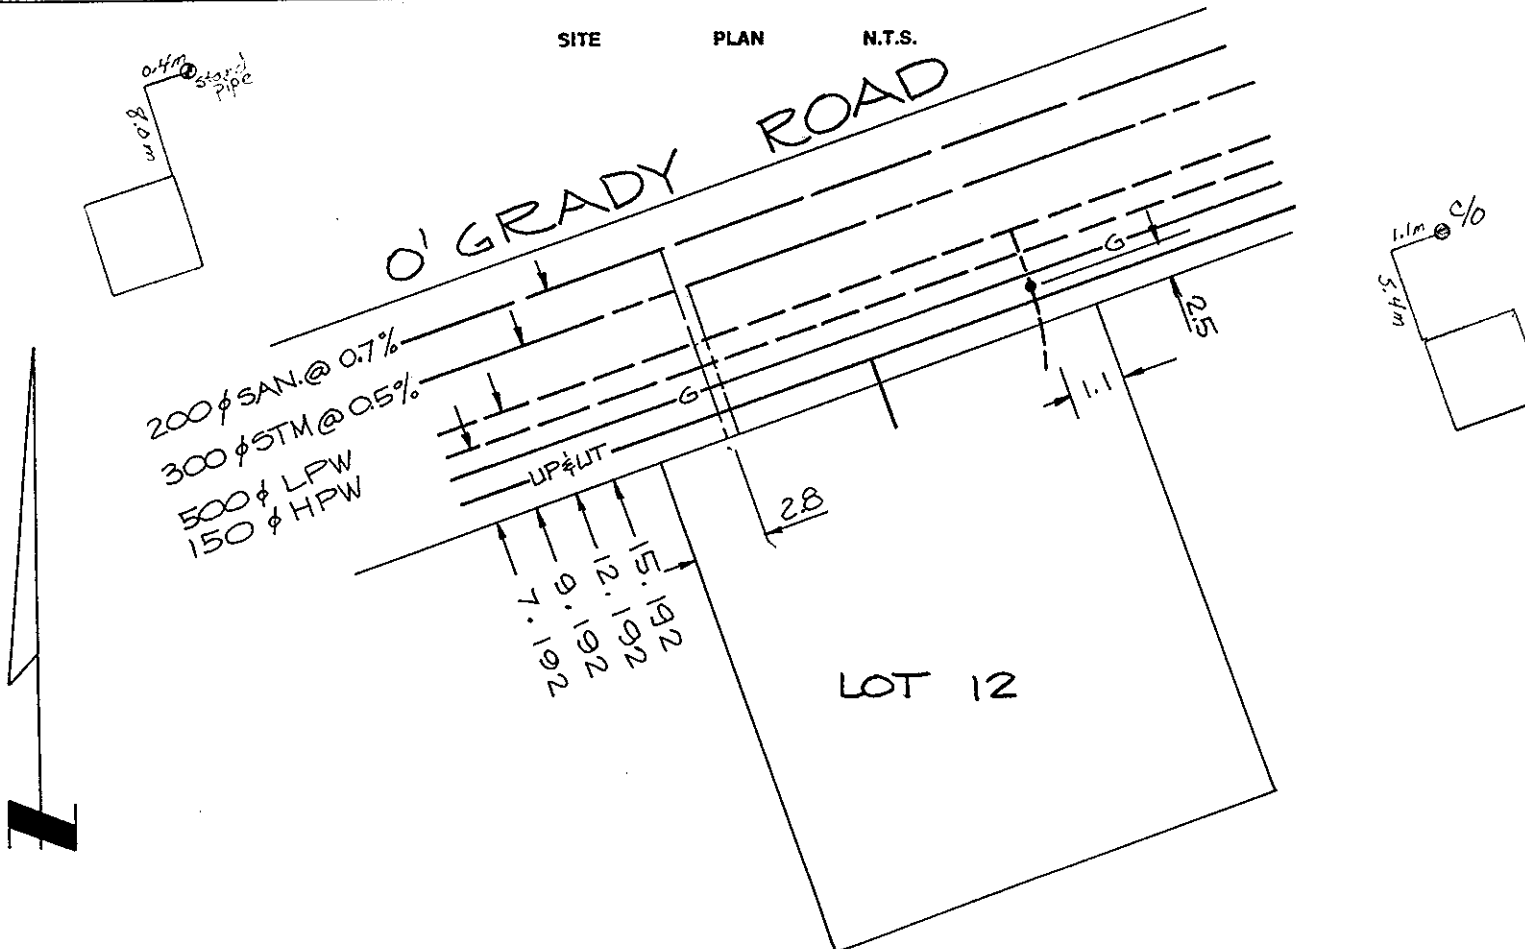 SITE PLAN N.T.S.
0.4m
Stand
Pipe
8.0m
O' GRADY ROAD
1.1m
C/O
5.4m
200 ϕ SAN. @ 0.7%
300 ϕ STM @ 0.5%
500 ϕ LPW
150 ϕ HPW
G
G
UP & UT
2.5
1.1
2.8
7.192
9.192
12.192
15.192
LOT 12